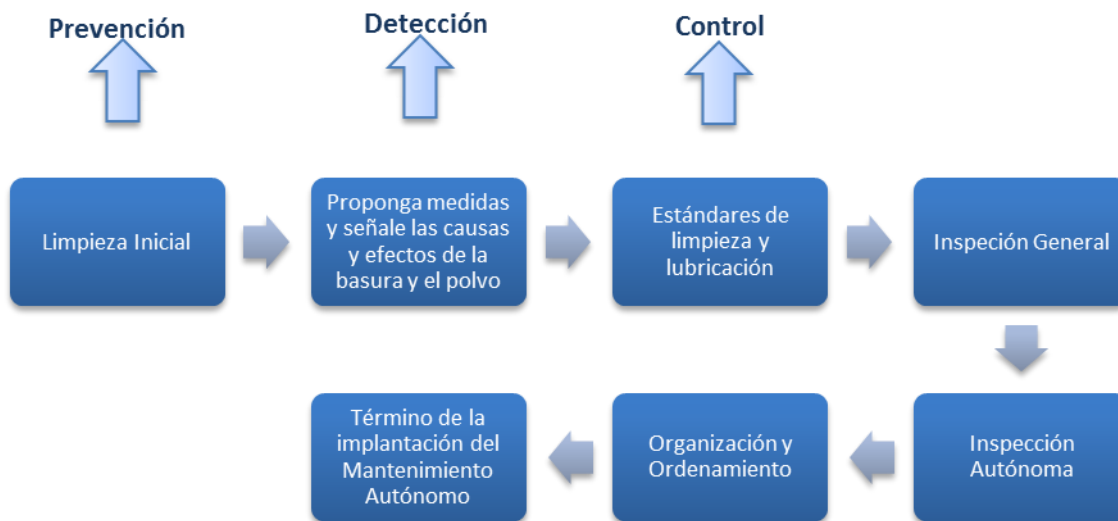 Prevención
Detección
Control
Limpieza Inicial
Proponga medidas
y señale las causas
y efectos de la
basura y el polvo
Estándares de
limpieza y
lubricación
Inspeción General
Inspección
Autónoma
Organización y
Ordenamiento
Término de la
implantación del
Mantenimiento
Autónomo